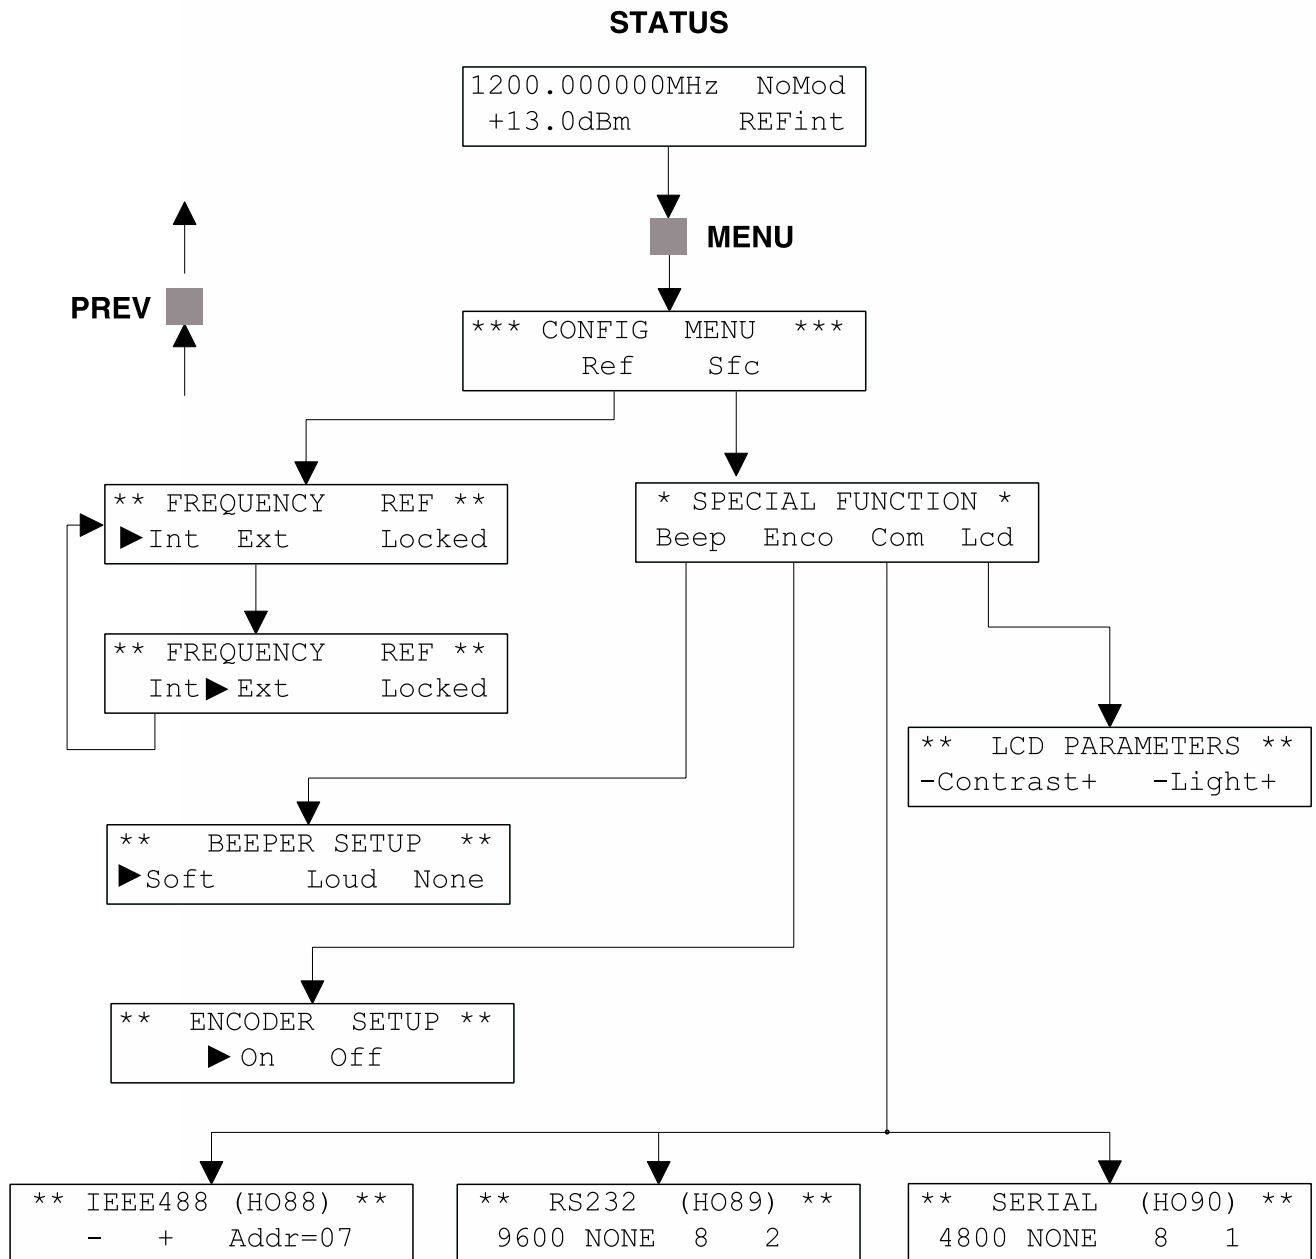 STATUS
1200.000000MHz NoMod
+13.0dBm REFint
MENU
PREV
*** CONFIG MENU ***
Ref Sfc
** FREQUENCY REF **
▶Int Ext Locked
* SPECIAL FUNCTION *
Beep Enco Com Lcd
** FREQUENCY REF **
Int▶Ext Locked
** LCD PARAMETERS **
-Contrast+ -Light+
** BEEPER SETUP **
▶Soft Loud None
** ENCODER SETUP **
▶On Off
** IEEE488 (HO88) **
- + Addr=07
** RS232 (HO89) **
9600 NONE 8 2
** SERIAL (HO90) **
4800 NONE 8 1